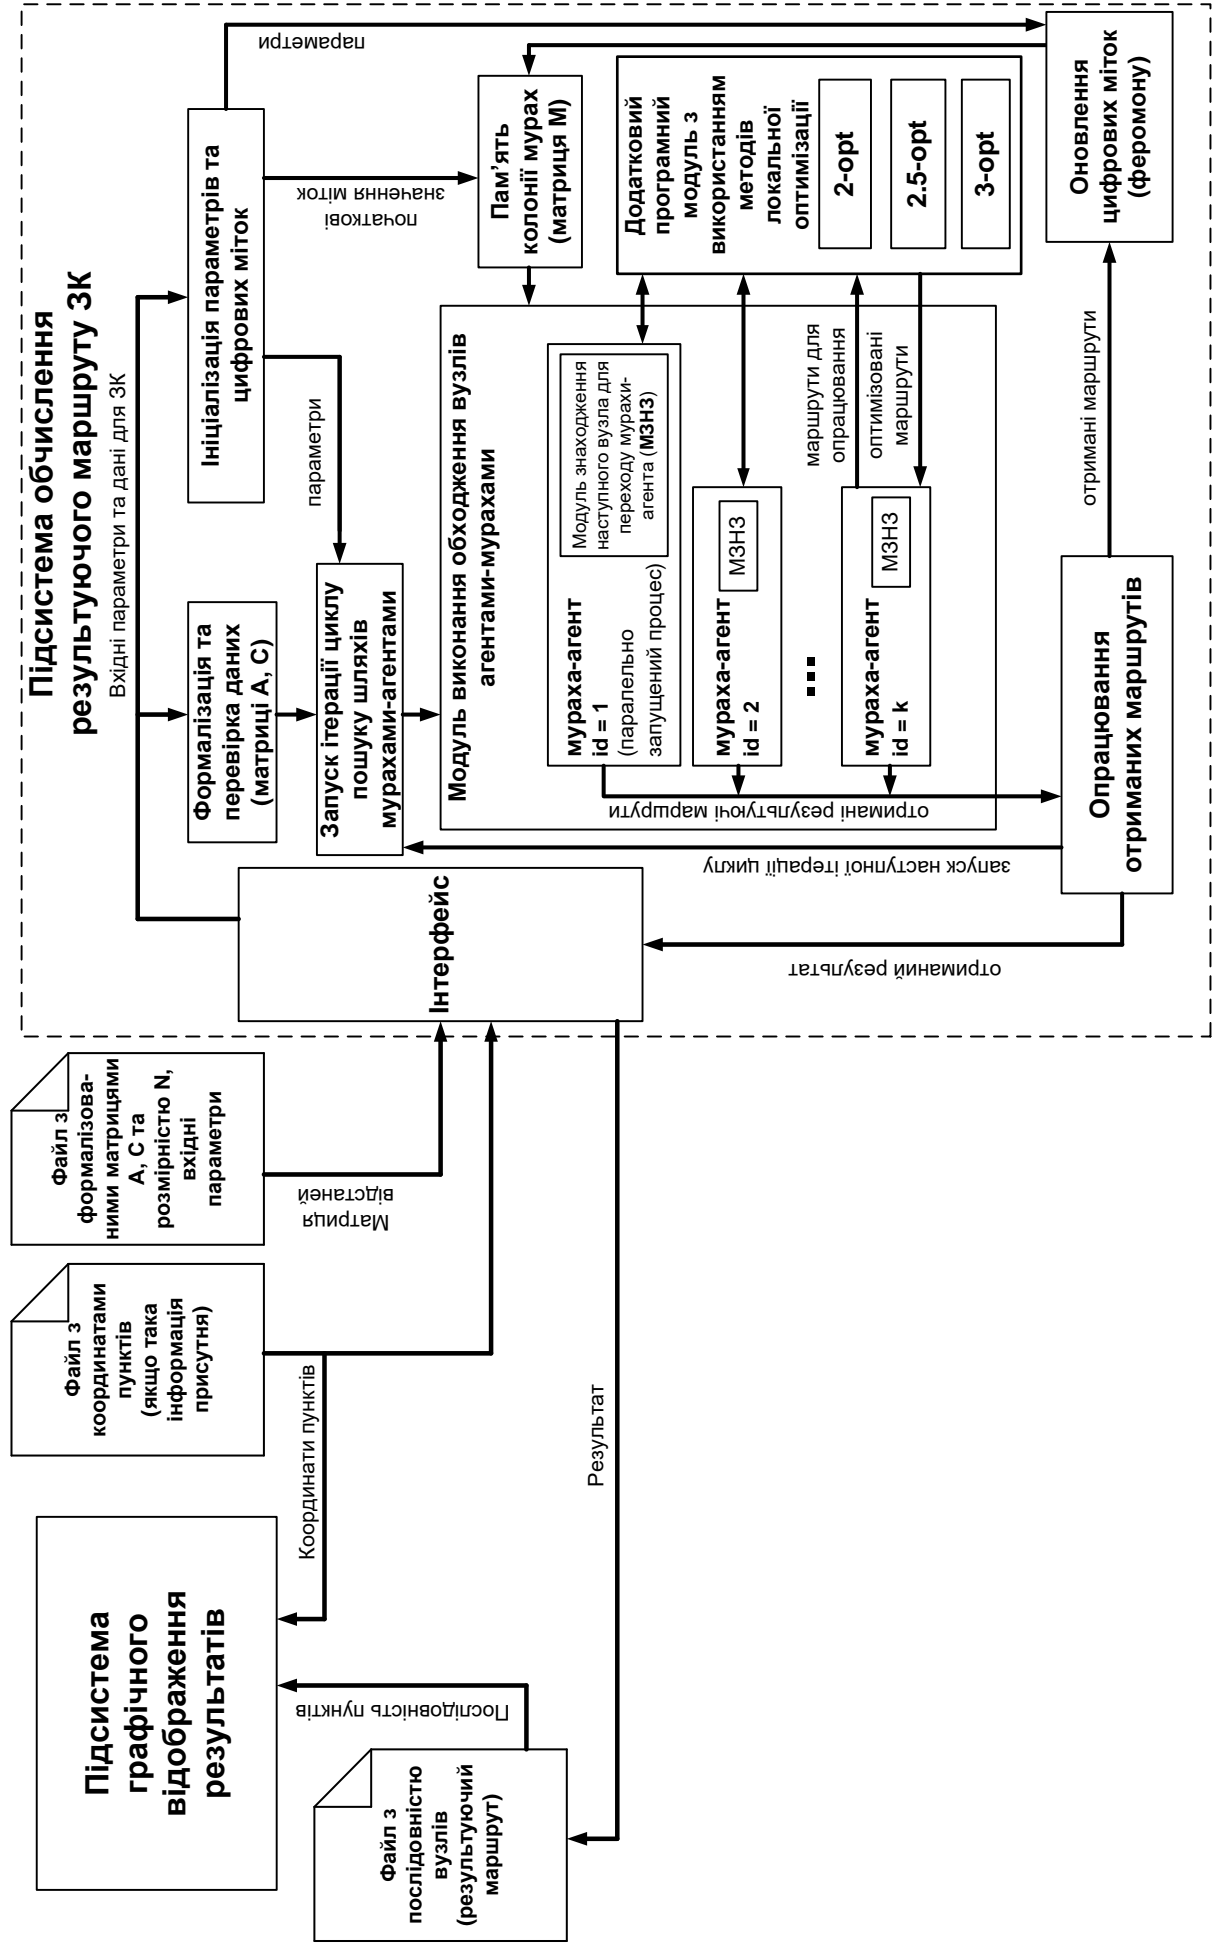 Підсистема
графічного
відображення
результатів
Файл з
послідовністю
вузлів
(результуючий
маршрут)
Послідовність пунктів
Файл з
координатами
пунктів
(якщо така
інформація
присутня)
Координати пунктів
Файл з
формалізова-
ними матрицями
А, С та
розмірністю N,
вхідні
параметри
Матриця
відстаней
Результат
Інтерфейс
Підсистема обчислення
результуючого маршруту ЗК
Вхідні параметри та дані для ЗК
Формалізація та
перевірка даних
(матриці А, С)
Ініціалізація параметрів та
цифрових міток
параметри
параметри
початкові
значення міток
Запуск ітерації циклу
пошуку шляхів
мурахами-агентами
Пам'ять
колонії мурах
(матриця М)
Модуль виконання обходження вузлів
агентами-мурахами
мураха-агент
id = 1
(паралельно
запущений процес)
Модуль знаходження
наступного вузла для
переходу мурахи-
агента (МЗНЗ)
мураха-агент
id = 2
МЗНЗ
...
мураха-агент
id = k
МЗНЗ
отримані результуючі маршрути
Додатковий
програмний
модуль з
використанням
методів
локальної
оптимізації
2-opt
2.5-opt
3-opt
маршрути для
опрацювання
оптимізовані
маршрути
запуск наступної ітерації циклу
отриманий результат
Опрацювання
отриманих маршрутів
отримані маршрути
Оновлення
цифрових міток
(феромону)